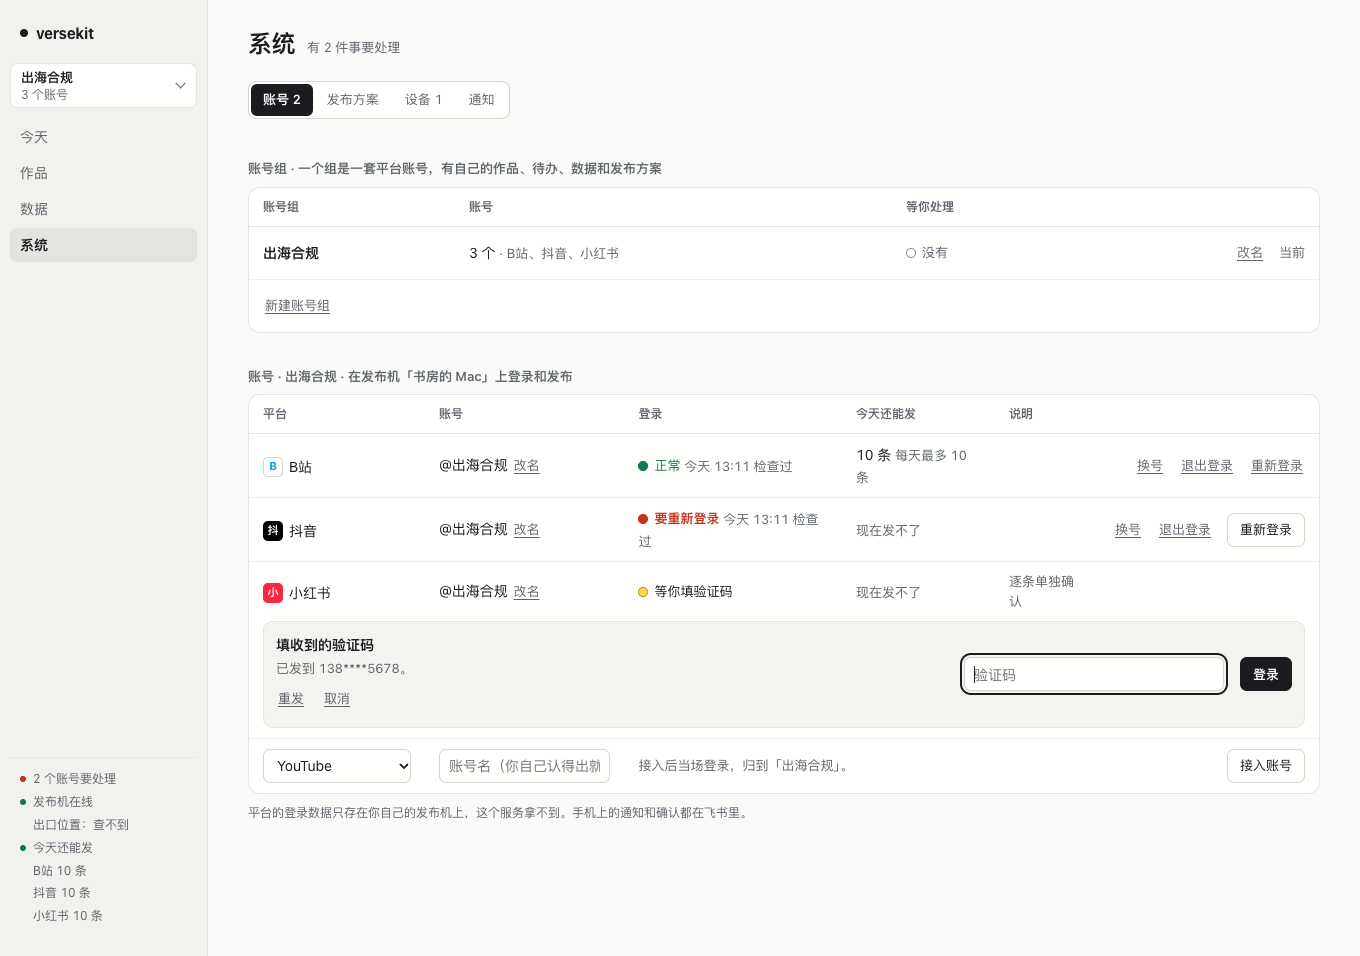 versekit
出海合规
3 个账号
今天
作品
数据
系统
2 个账号要处理
发布机在线
出口位置：查不到
今天还能发
B站 10 条
抖音 10 条
小红书 10 条
系统 有 2 件事要处理
账号 2 发布方案 设备 1 通知
账号组 · 一个组是一套平台账号，有自己的作品、待办、数据和发布方案
账号组 账号 等你处理
出海合规 3 个 · B站、抖音、小红书 没有 改名 当前
新建账号组
账号 · 出海合规 · 在发布机「书房的 Mac」上登录和发布
平台 账号 登录 今天还能发 说明
B B站 @出海合规 改名 正常 今天 13:11 检查过 10 条 每天最多 10
条
换号 退出登录 重新登录
抖 抖音 @出海合规 改名 要重新登录 今天 13:11 检查
过
现在发不了 换号 退出登录 重新登录
小 小红书 @出海合规 改名 等你填验证码 现在发不了 逐条单独确
认
填收到的验证码
已发到 138****5678。
重发 取消
验证码 登录
YouTube 账号名（你自己认得出就 接入后当场登录，归到「出海合规」。 接入账号
平台的登录数据只存在你自己的发布机上，这个服务拿不到。手机上的通知和确认都在飞书里。